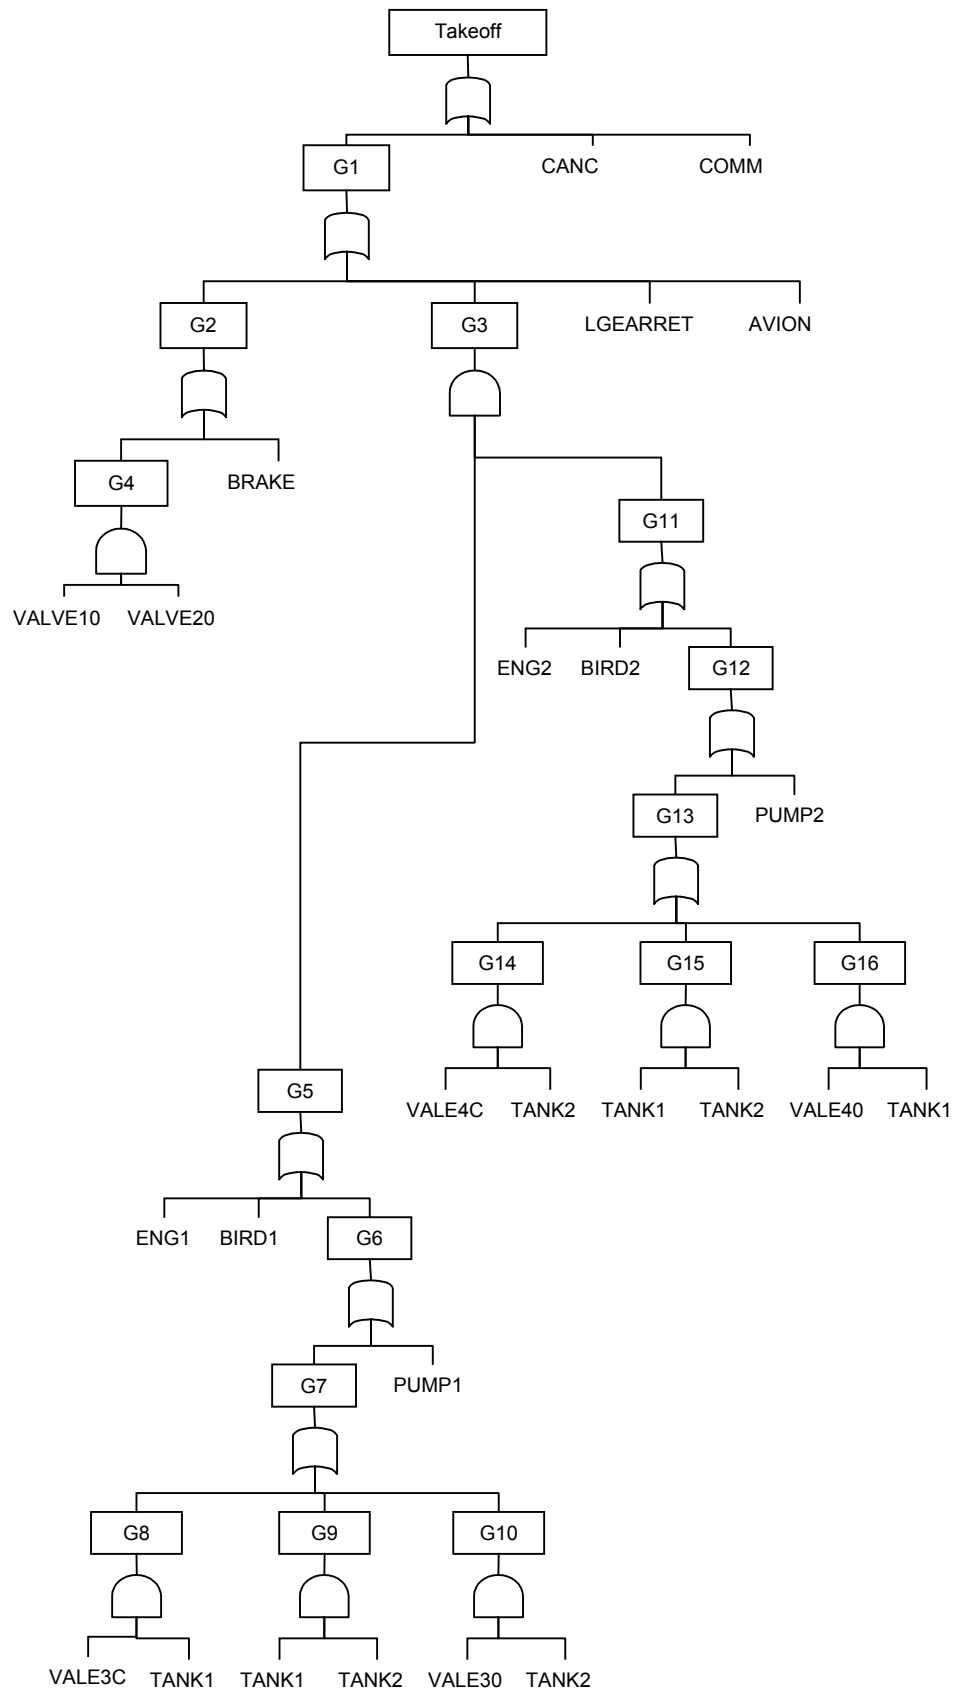 Takeoff
G1 CANC COMM
G2 G3 LGEARRET AVION
G4 BRAKE
G11
VALVE10 VALVE20
ENG2 BIRD2 G12
G13 PUMP2
G14 G15 G16
G5
VALE4C TANK2 TANK1 TANK2 VALE40 TANK1
ENG1 BIRD1 G6
G7 PUMP1
G8 G9 G10
VALE3C TANK1 TANK1 TANK2 VALE30 TANK2